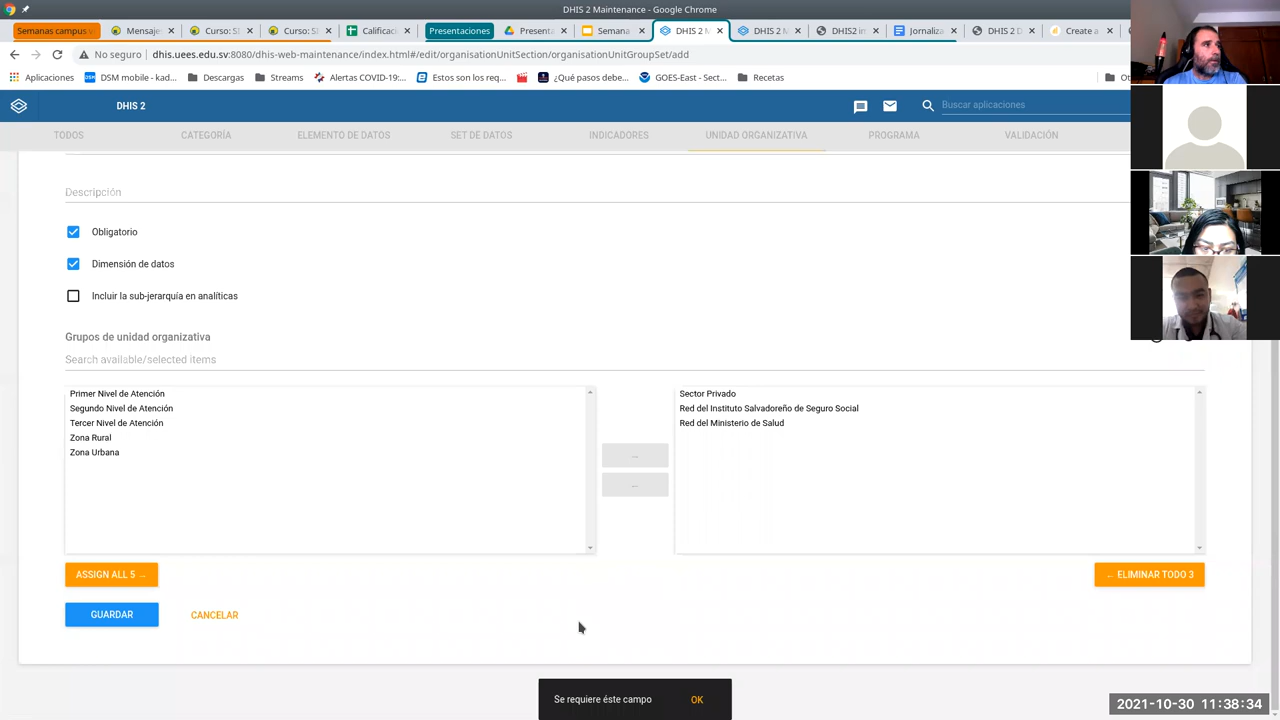 DHIS 2 Maintenance - Google Chrome
Semanas campus v
Mensaje
Curso: SI
Curso: SI
Calificaci
Presentaciones
Present
Semana
DHIS 2 M
DHIS 2 M
DHIS2 in
Jornaliza
DHIS 2 D
Create a
No seguro
dhis.uees.edu.sv:8080/dhis-web-maintenance/index.html#/edit/organisationUnitSection/organisationUnitGroupSet/add
Aplicaciones
DSM mobile - kad...
Descargas
Streams
Alertas COVID-19:...
Estos son los req...
¿Qué pasos debe...
GOES-East - Sect...
Recetas
DHIS 2
Buscar aplicaciones
TODOS
CATEGORÍA
ELEMENTO DE DATOS
SET DE DATOS
INDICADORES
UNIDAD ORGANIZATIVA
PROGRAMA
VALIDACIÓN
Descripción
Obligatorio
Dimensión de datos
Incluir la sub-jerarquía en analíticas
Grupos de unidad organizativa
Search available/selected items
Primer Nivel de Atención
Segundo Nivel de Atención
Tercer Nivel de Atención
Zona Rural
Zona Urbana
Sector Privado
Red del Instituto Salvadoreño de Seguro Social
Red del Ministerio de Salud
...
...
ASSIGN ALL 5 →
← ELIMINAR TODO 3
GUARDAR
CANCELAR
Se requiere éste campo
OK
2021-10-30 11:38:34